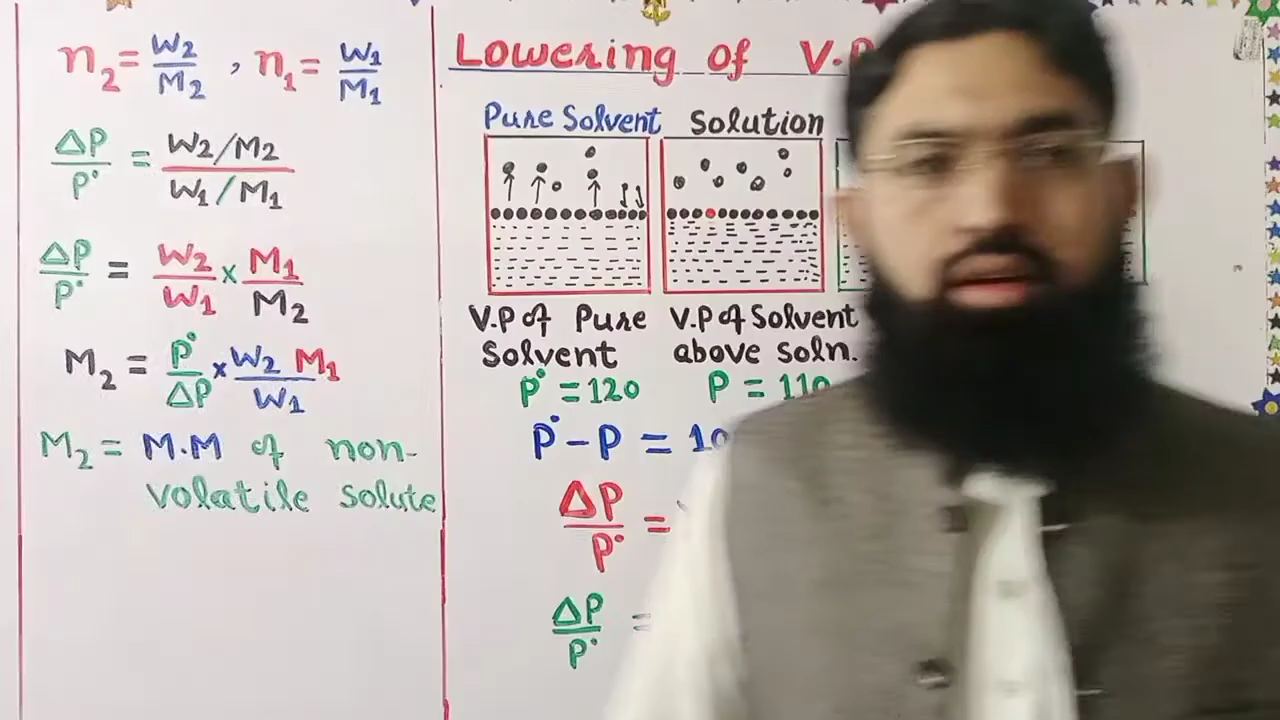 n₂ = W₂/M₂ , n₁ = W₁/M₁
ΔP/P° = W₂/M₂ / W₁/M₁
ΔP/P° = W₂/W₁ × M₁/M₂
M₂ = P°/ΔP × W₂ M₁/W₁
M₂ = M.M of non-
volatile solute
Lowering of V.P
Pure Solvent
Solution
V.P of Pure
Solvent
P° = 120
V.P of Solvent
above soln.
P = 110
P° - P = 10
ΔP/P° =
ΔP/P° =